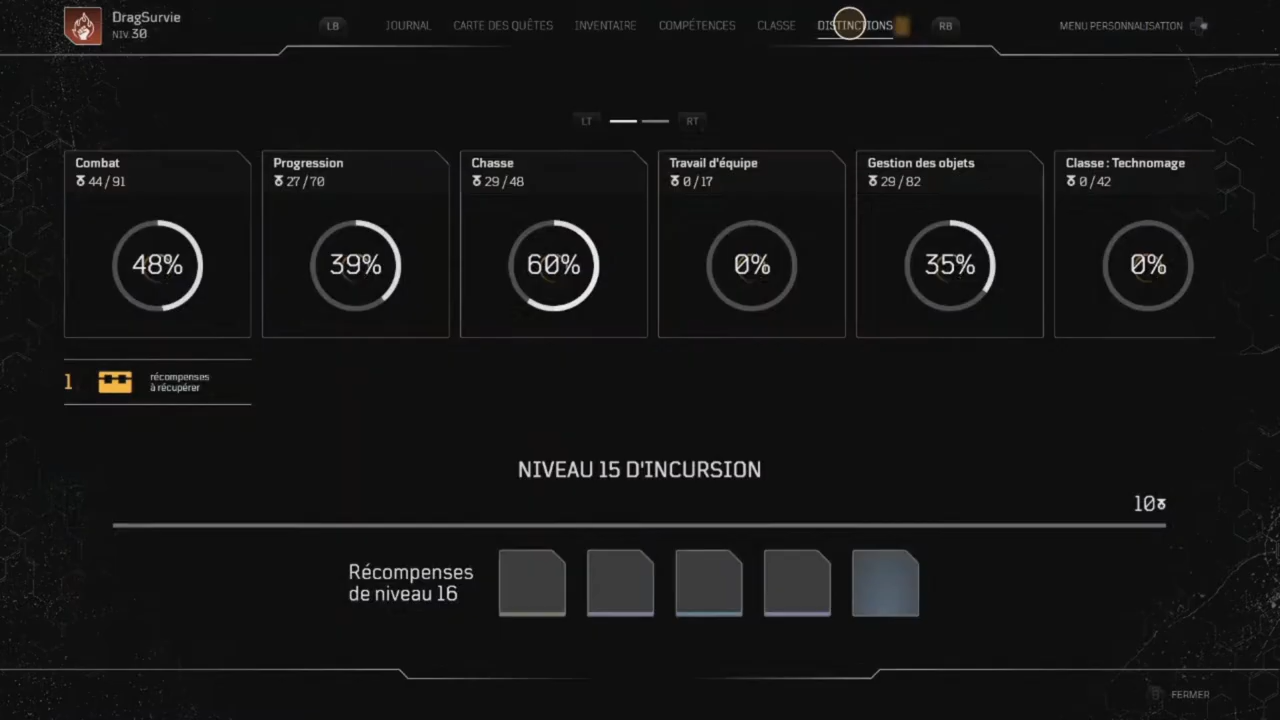 DragSurvie
NIV. 30
LB
JOURNAL
CARTE DES QUÊTES
INVENTAIRE
COMPÉTENCES
CLASSE
DISTINCTIONS
RB
MENU PERSONNALISATION
LT
RT
Combat
44 / 91
48%
Progression
27 / 70
39%
Chasse
29 / 48
60%
Travail d'équipe
0 / 17
0%
Gestion des objets
29 / 82
35%
Classe : Technomage
0 / 42
0%
1
récompenses
à récupérer
NIVEAU 15 D'INCURSION
10
Récompenses
de niveau 16
FERMER